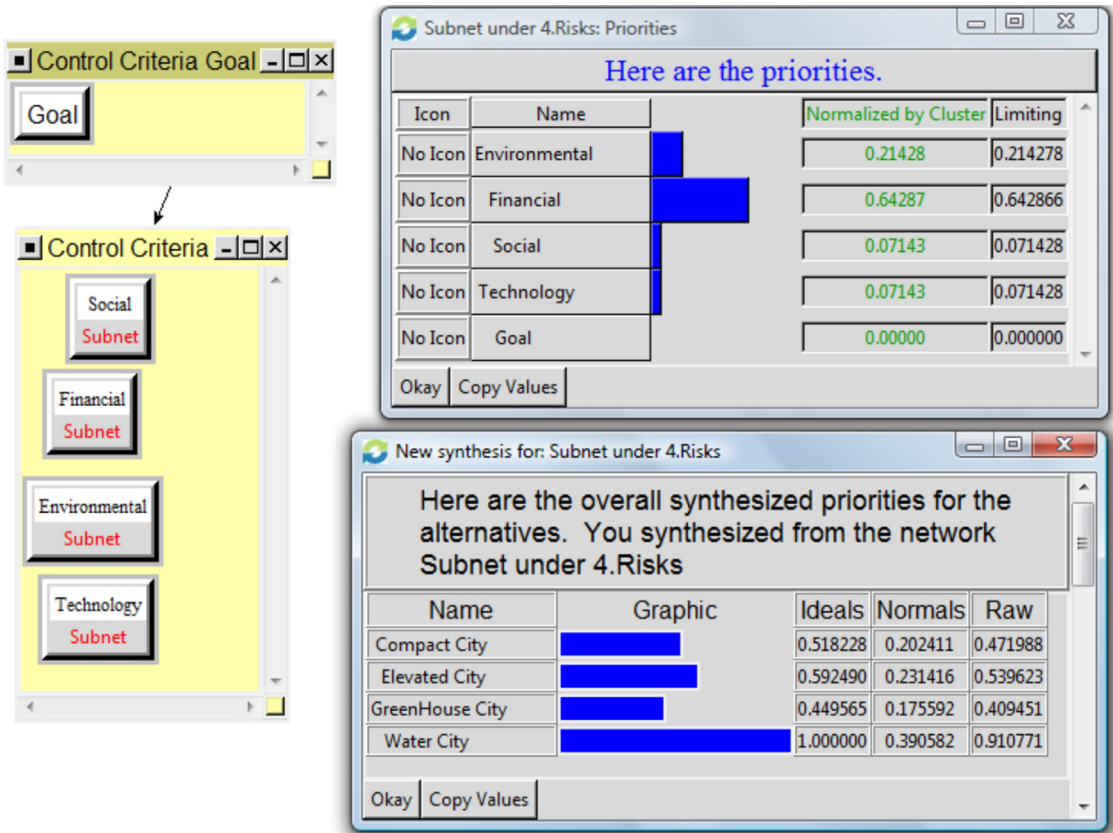 Control Criteria Goal
Goal
Control Criteria
Social
Subnet
Financial
Subnet
Environmental
Subnet
Technology
Subnet
Subnet under 4.Risks: Priorities
Here are the priorities.
Icon Name Normalized by Cluster Limiting
No Icon Environmental 0.21428 0.214278
No Icon Financial 0.64287 0.642866
No Icon Social 0.07143 0.071428
No Icon Technology 0.07143 0.071428
No Icon Goal 0.00000 0.000000
Okay Copy Values
New synthesis for: Subnet under 4.Risks
Here are the overall synthesized priorities for the
alternatives. You synthesized from the network
Subnet under 4.Risks
Name Graphic Ideals Normals Raw
Compact City 0.518228 0.202411 0.471988
Elevated City 0.592490 0.231416 0.539623
GreenHouse City 0.449565 0.175592 0.409451
Water City 1.000000 0.390582 0.910771
Okay Copy Values